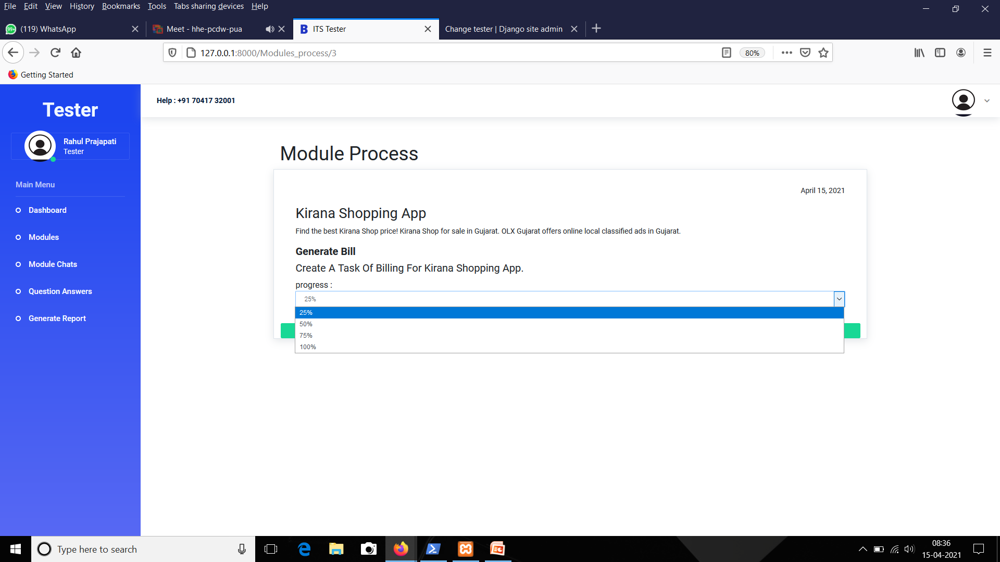 File Edit View History Bookmarks Tools Tabs sharing devices Help
(119) WhatsApp
Meet - hhe-pcdw-pua
ITS Tester
Change tester | Django site admin
127.0.0.1:8000/Modules_process/3
80%
Getting Started
Tester
Help : +91 70417 32001
Rahul Prajapati
Tester
Main Menu
Dashboard
Modules
Module Chats
Question Answers
Generate Report
Module Process
April 15, 2021
Kirana Shopping App
Find the best Kirana Shop price! Kirana Shop for sale in Gujarat. OLX Gujarat offers online local classified ads in Gujarat.
Generate Bill
Create A Task Of Billing For Kirana Shopping App.
progress :
25%
25%
50%
75%
100%
Type here to search
08:36
15-04-2021